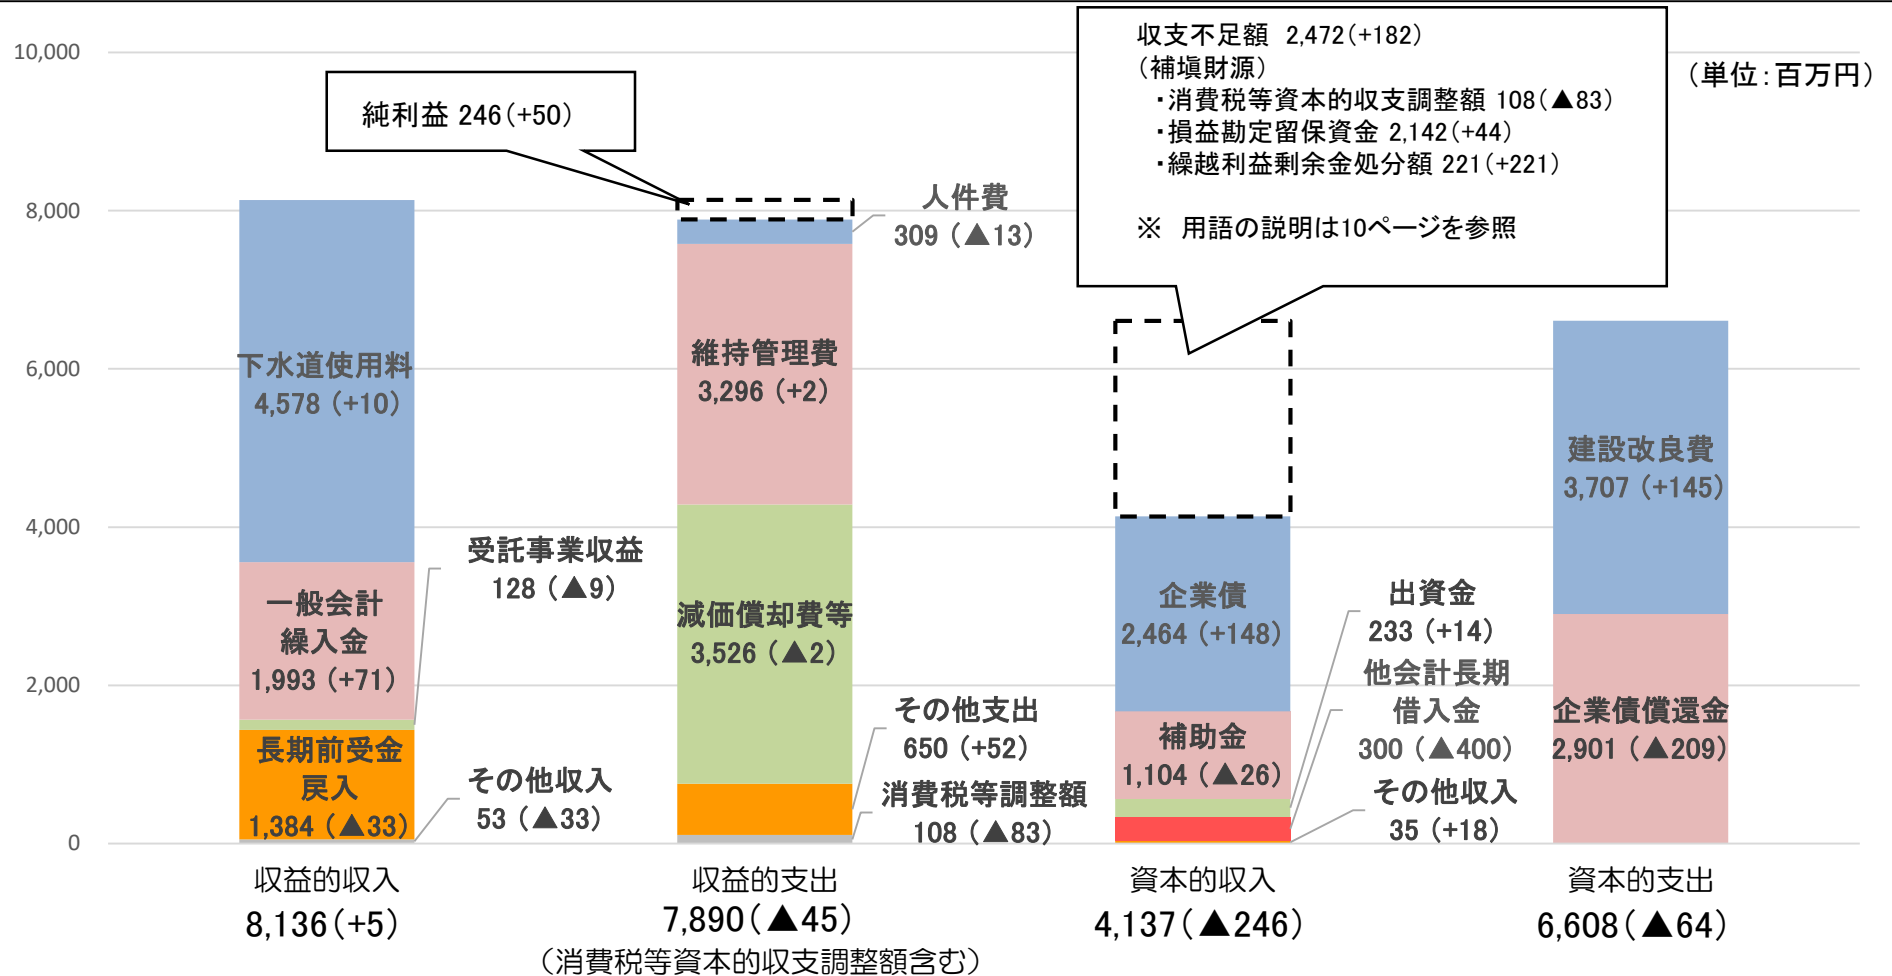 収支不足額 2,472(+182)
（補塡財源）
・消費税等資本的収支調整額 108(▲83)
・損益勘定留保資金 2,142(+44)
・繰越利益剰余金処分額 221(+221)
※ 用語の説明は10ページを参照
（単位：百万円）
純利益 246(+50)
10,000
8,000
6,000
4,000
2,000
0
下水道使用料
4,578 (+10)
一般会計
繰入金
1,993 (+71)
受託事業収益
128 (▲9)
長期前受金
戻入
1,384 (▲33)
その他収入
53 (▲33)
人件費
309 (▲13)
維持管理費
3,296 (+2)
減価償却費等
3,526 (▲2)
その他支出
650 (+52)
消費税等調整額
108 (▲83)
企業債
2,464 (+148)
補助金
1,104 (▲26)
出資金
233 (+14)
他会計長期
借入金
300 (▲400)
その他収入
35 (+18)
建設改良費
3,707 (+145)
企業債償還金
2,901 (▲209)
収益的収入
8,136(+5)
収益的支出
7,890(▲45)
（消費税等資本的収支調整額含む）
資本的収入
4,137(▲246)
資本的支出
6,608(▲64)